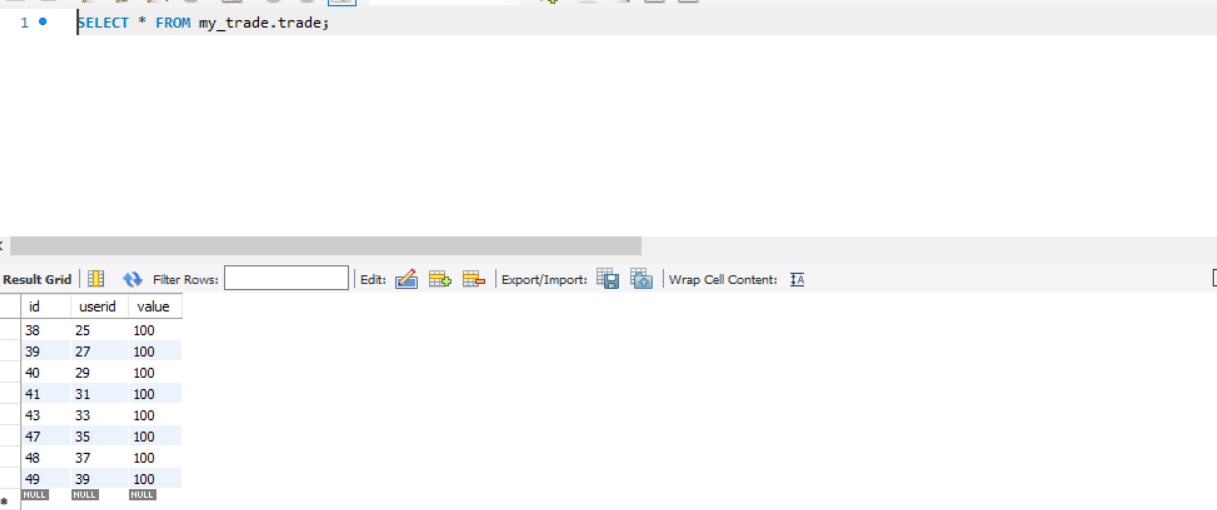 1 SELECT * FROM my_trade.trade;
Result Grid Filter Rows: Edit: Export/Import: Wrap Cell Content:
id userid value
38 25 100
39 27 100
40 29 100
41 31 100
43 33 100
47 35 100
48 37 100
49 39 100
* NULL NULL NULL